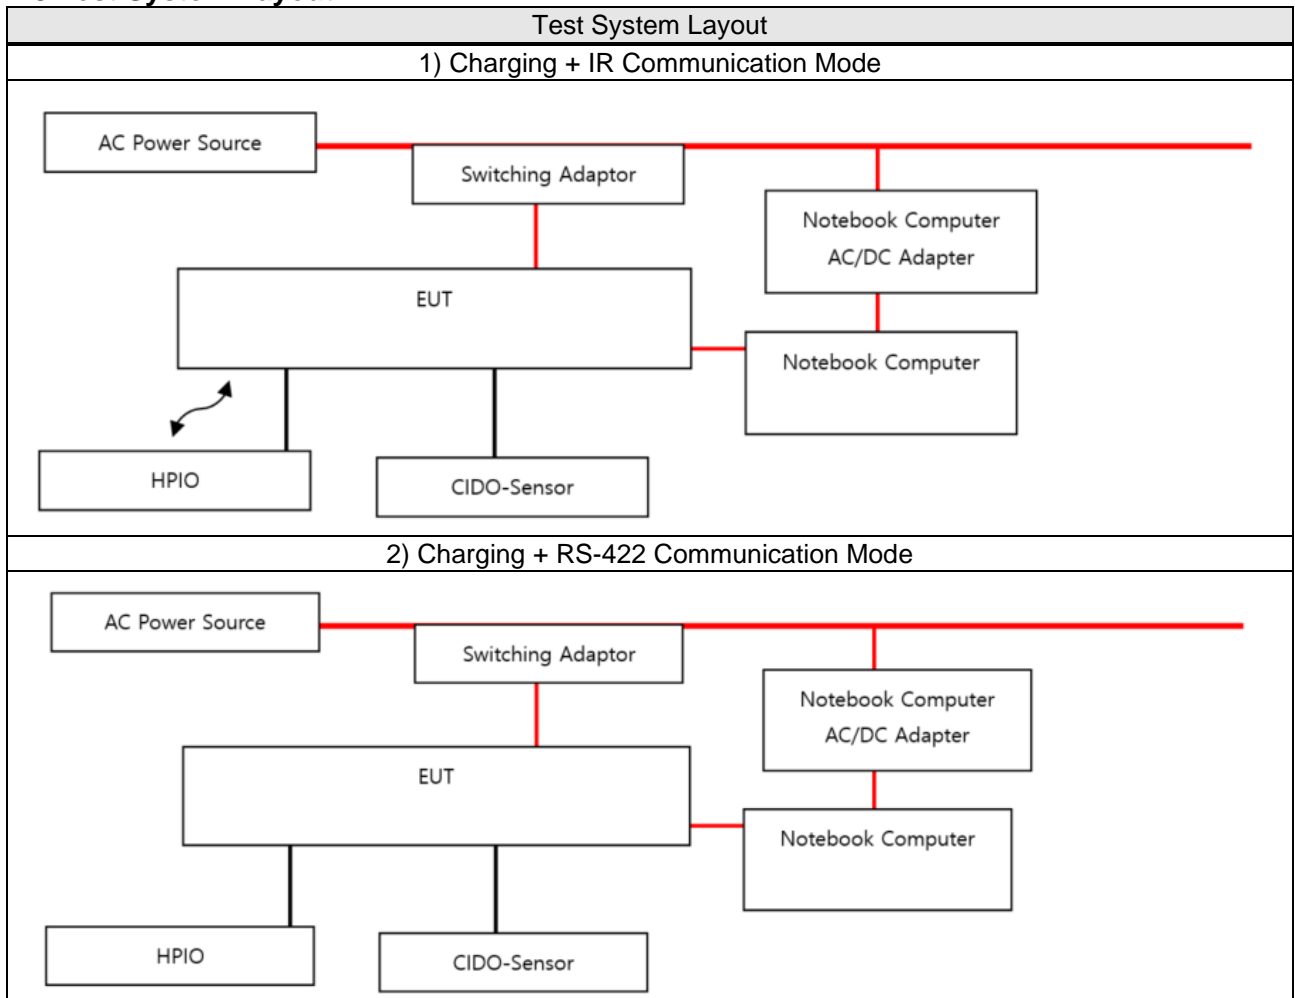 Test System Layout
1) Charging + IR Communication Mode
AC Power Source
Switching Adaptor
Notebook Computer
AC/DC Adapter
EUT
Notebook Computer
HPIO
CIDO-Sensor
2) Charging + RS-422 Communication Mode
AC Power Source
Switching Adaptor
Notebook Computer
AC/DC Adapter
EUT
Notebook Computer
HPIO
CIDO-Sensor